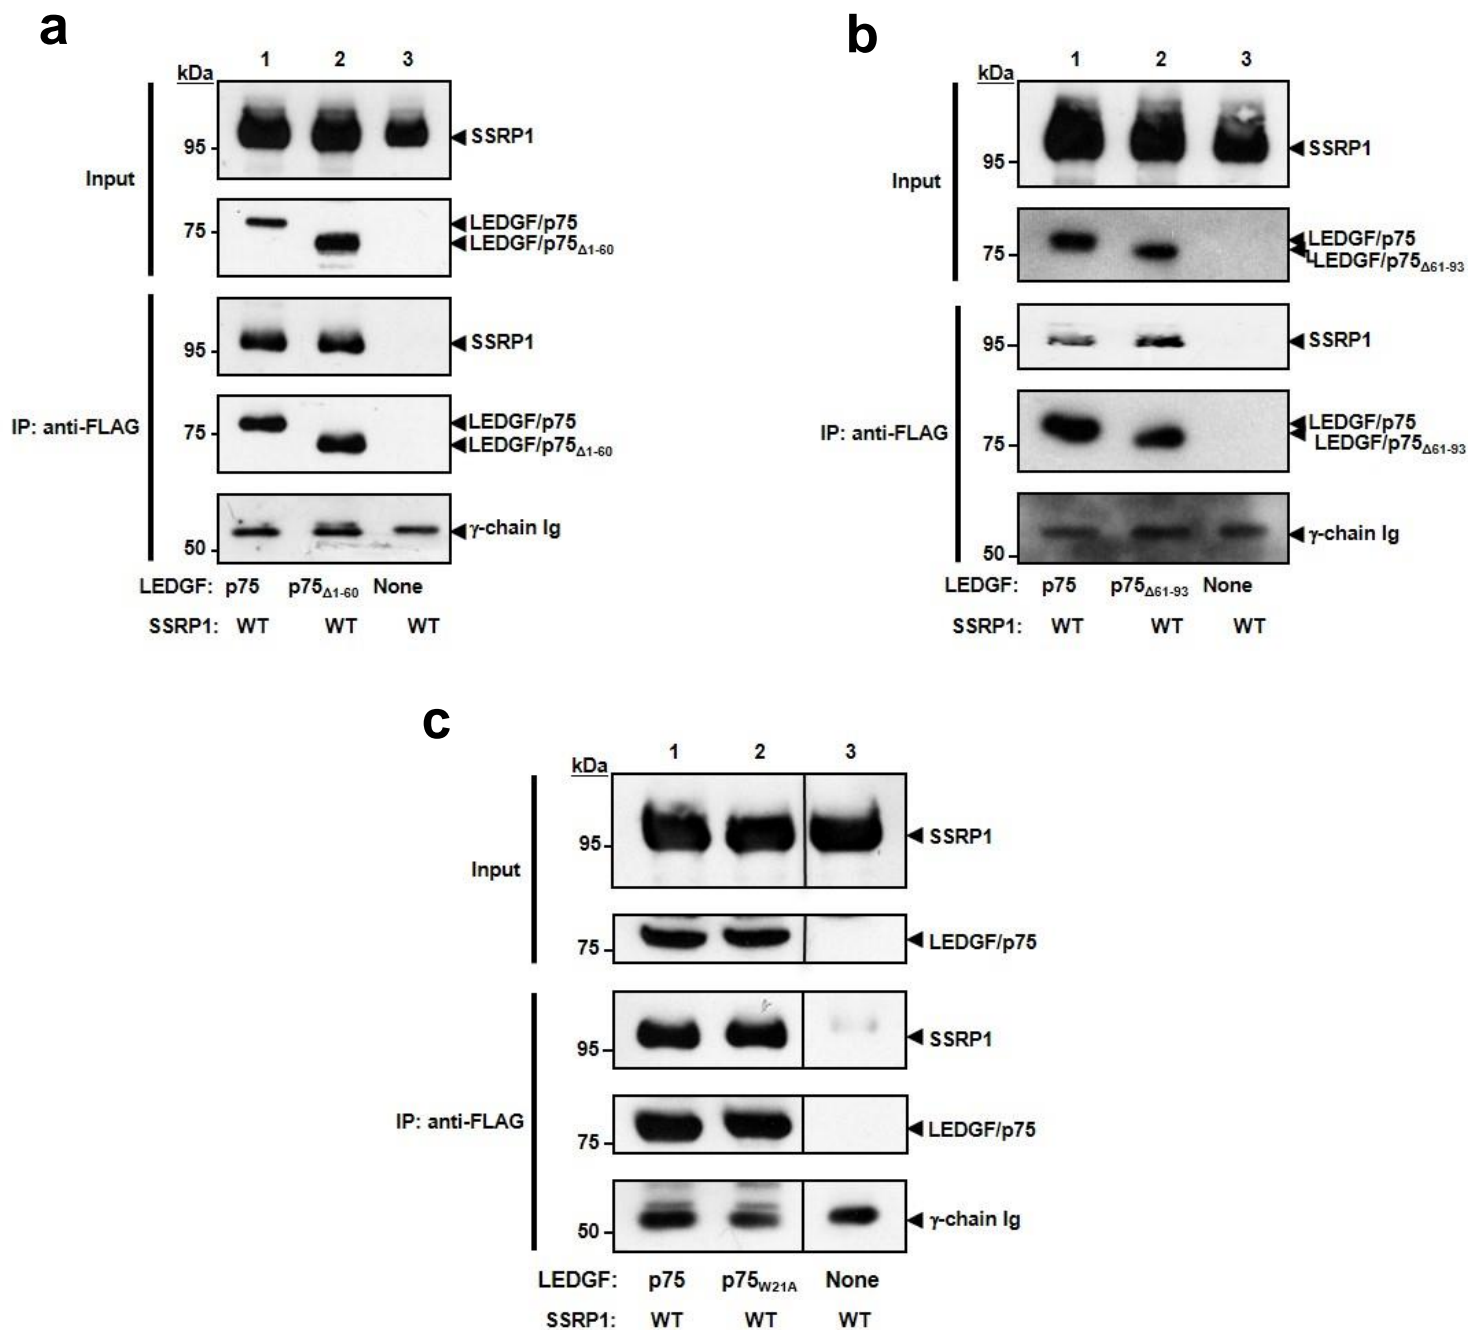 a
1 2 3
kDa
95
SSRP1
Input
75
LEDGF/p75
LEDGF/p75Δ1-60
95
SSRP1
IP: anti-FLAG
75
LEDGF/p75
LEDGF/p75Δ1-60
50
γ-chain Ig
LEDGF: p75 p75Δ1-60 None
SSRP1: WT WT WT
b
1 2 3
kDa
95
SSRP1
Input
75
LEDGF/p75
LEDGF/p75Δ61-93
95
SSRP1
IP: anti-FLAG
75
LEDGF/p75
LEDGF/p75Δ61-93
50
γ-chain Ig
LEDGF: p75 p75Δ61-93 None
SSRP1: WT WT WT
c
1 2 3
kDa
95
SSRP1
Input
75
LEDGF/p75
95
SSRP1
IP: anti-FLAG
75
LEDGF/p75
50
γ-chain Ig
LEDGF: p75 p75W21A None
SSRP1: WT WT WT